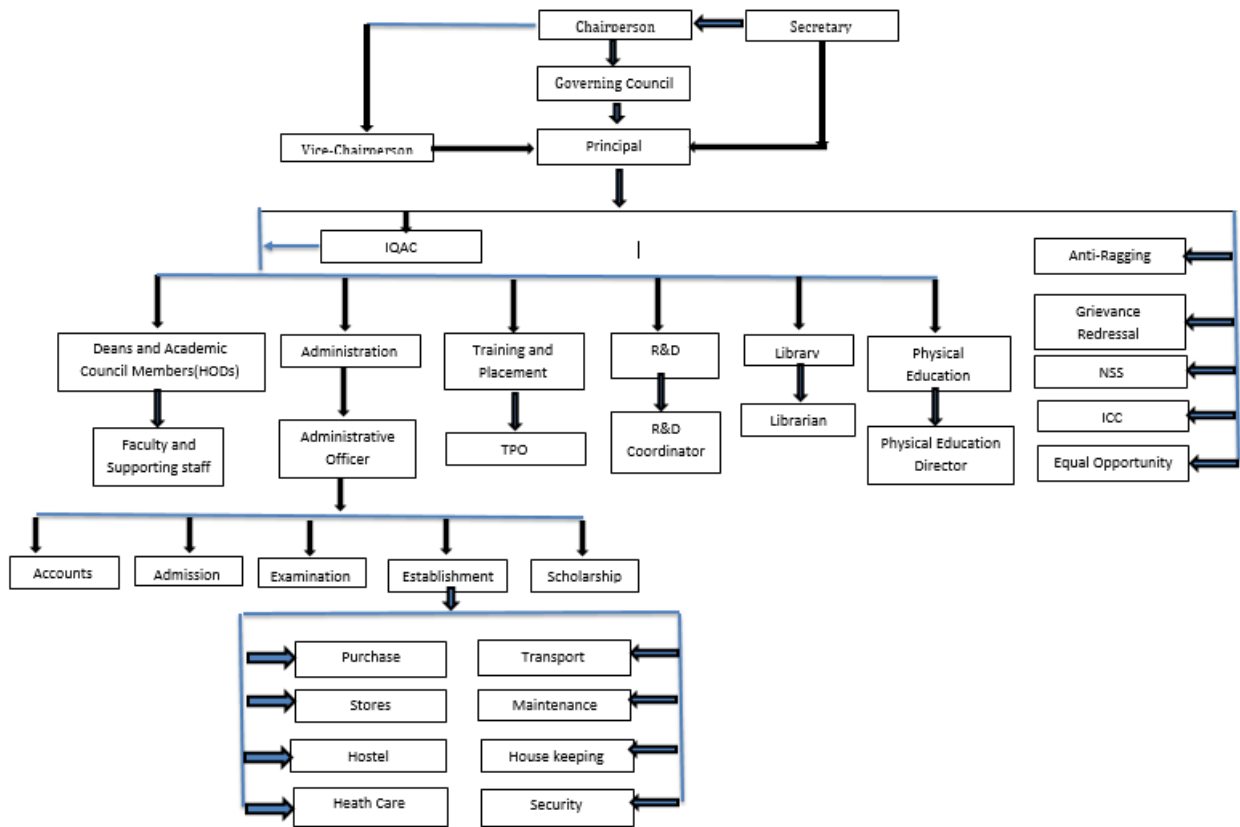 Chairperson
Secretary
Governing Council
Vice-Chairperson
Principal
IQAC
Anti-Ragging
Grievance
Redressal
NSS
ICC
Equal Opportunity
Deans and Academic
Council Members(HODs)
Administration
Training and
Placement
R&D
Library
Physical
Education
Faculty and
Supporting staff
Administrative
Officer
TPO
R&D
Coordinator
Librarian
Physical Education
Director
Accounts
Admission
Examination
Establishment
Scholarship
Purchase
Transport
Stores
Maintenance
Hostel
House keeping
Heath Care
Security